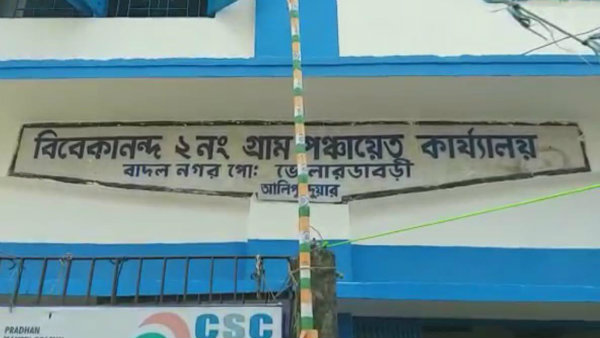 বিবেকানন্দ ২নং গ্রাম পঞ্চায়েত কার্য্যালয়
বাদল নগর পোঃ ভোলারডাবরী
আলিপুরদুয়ার
PRADHAN
CSC